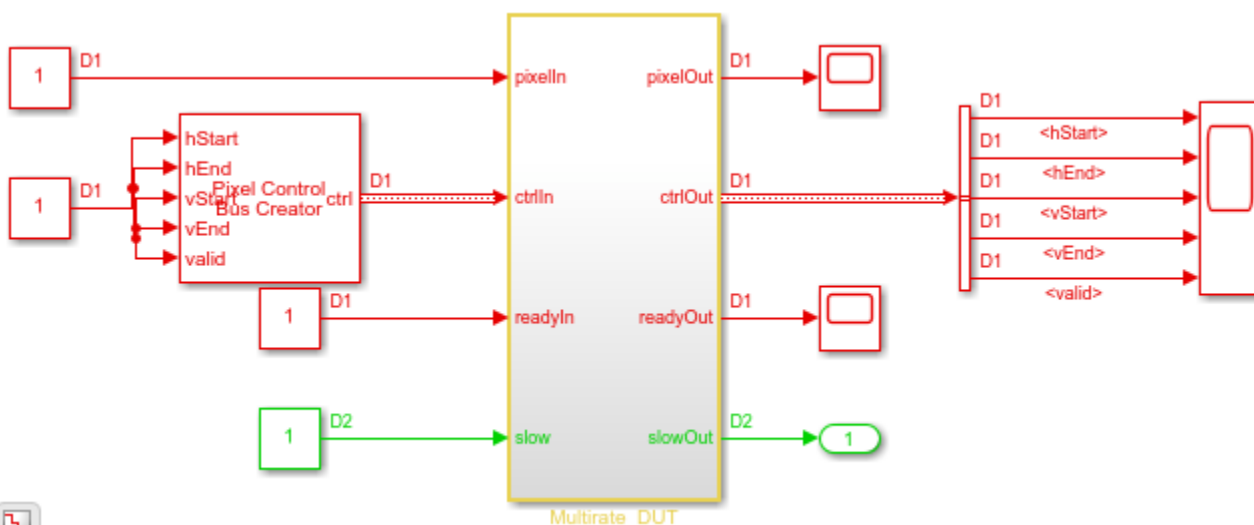 1
D1
pixelIn
pixelOut
D1
1
D1
hStart
hEnd
vStart
vEnd
valid
Pixel Control
Bus Creator
ctrl
D1
ctrlIn
ctrlOut
D1
D1
<hStart>
D1
<hEnd>
D1
<vStart>
D1
<vEnd>
D1
<valid>
1
D1
readyIn
readyOut
D1
1
D2
slow
slowOut
D2
1
Multirate DUT